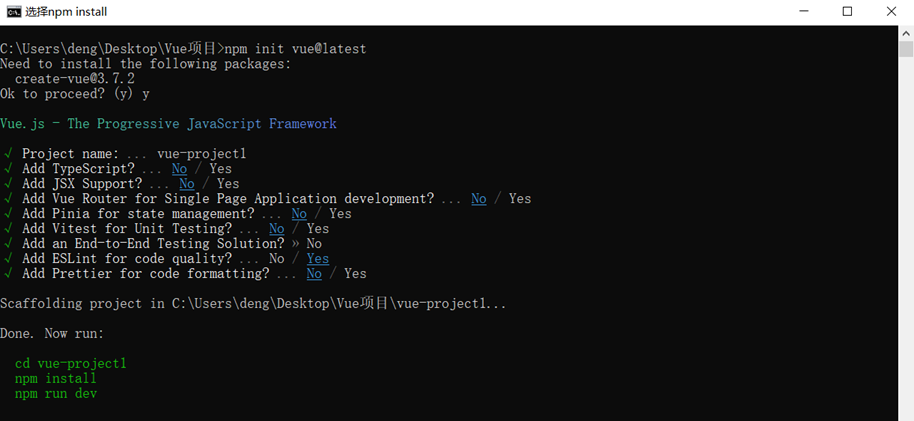 选择npm install
C:\Users\deng\Desktop\Vue项目>npm init vue@latest
Need to install the following packages:
  create-vue@3.7.2
Ok to proceed? (y) y
Vue.js - The Progressive JavaScript Framework
√ Project name: ... vue-project1
√ Add TypeScript? ... No / Yes
√ Add JSX Support? ... No / Yes
√ Add Vue Router for Single Page Application development? ... No / Yes
√ Add Pinia for state management? ... No / Yes
√ Add Vitest for Unit Testing? ... No / Yes
√ Add an End-to-End Testing Solution? » No
√ Add ESLint for code quality? ... No / Yes
√ Add Prettier for code formatting? ... No / Yes
Scaffolding project in C:\Users\deng\Desktop\Vue项目\vue-project1...
Done. Now run:
  cd vue-project1
  npm install
  npm run dev